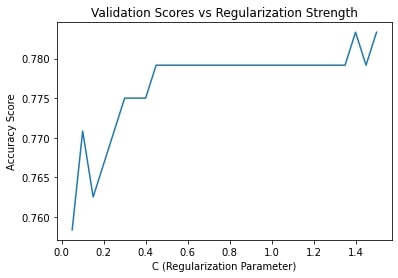 Validation Scores vs Regularization Strength
Accuracy Score
0.780
0.775
0.770
0.765
0.760
0.0 0.2 0.4 0.6 0.8 1.0 1.2 1.4
C (Regularization Parameter)